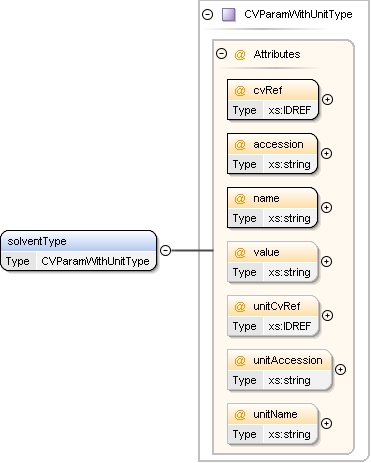 CVParamWithUnitType
@ Attributes
@ cvRef
Type xs:IDREF
@ accession
Type xs:string
@ name
Type xs:string
solventType
Type CVParamWithUnitType
@ value
Type xs:string
@ unitCvRef
Type xs:IDREF
@ unitAccession
Type xs:string
@ unitName
Type xs:string